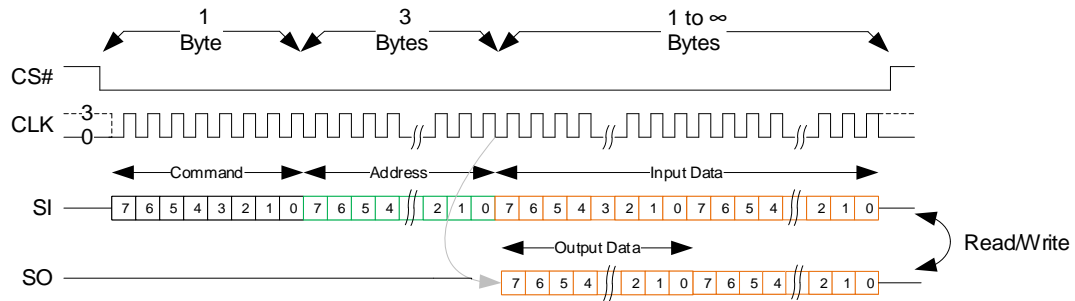 1 3 1 to ∞
Byte Bytes Bytes
CS#
3
CLK
0
Command Address Input Data
SI 7 6 5 4 3 2 1 0 7 6 5 4 2 1 0 7 6 5 4 3 2 1 0 7 6 5 4 2 1 0
Read/Write
Output Data
SO 7 6 5 4 2 1 0 7 6 5 4 2 1 0